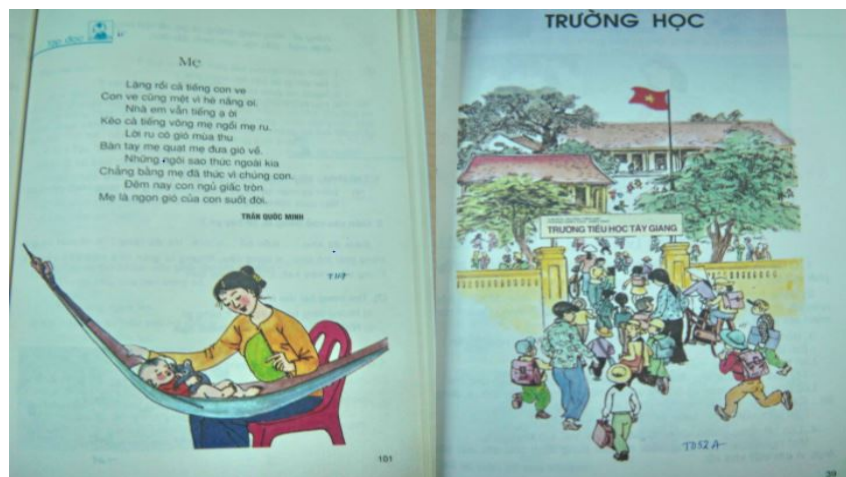 tập đọc
Mẹ
Lặng rồi cả tiếng con ve
Con ve cũng mệt vì hè nắng oi.
Nhà em vẫn tiếng ạ ời
Kẽo cà tiếng võng mẹ ngồi mẹ ru.
Lời ru có gió mùa thu
Bàn tay mẹ quạt mẹ đưa gió về.
Những ngôi sao thức ngoài kia
Chẳng bằng mẹ đã thức vì chúng con.
Đêm nay con ngủ giấc tròn
Mẹ là ngọn gió của con suốt đời.
TRẦN QUỐC MINH
101
TRƯỜNG HỌC
TRƯỜNG TIỂU HỌC TÂY GIANG
T052A
39